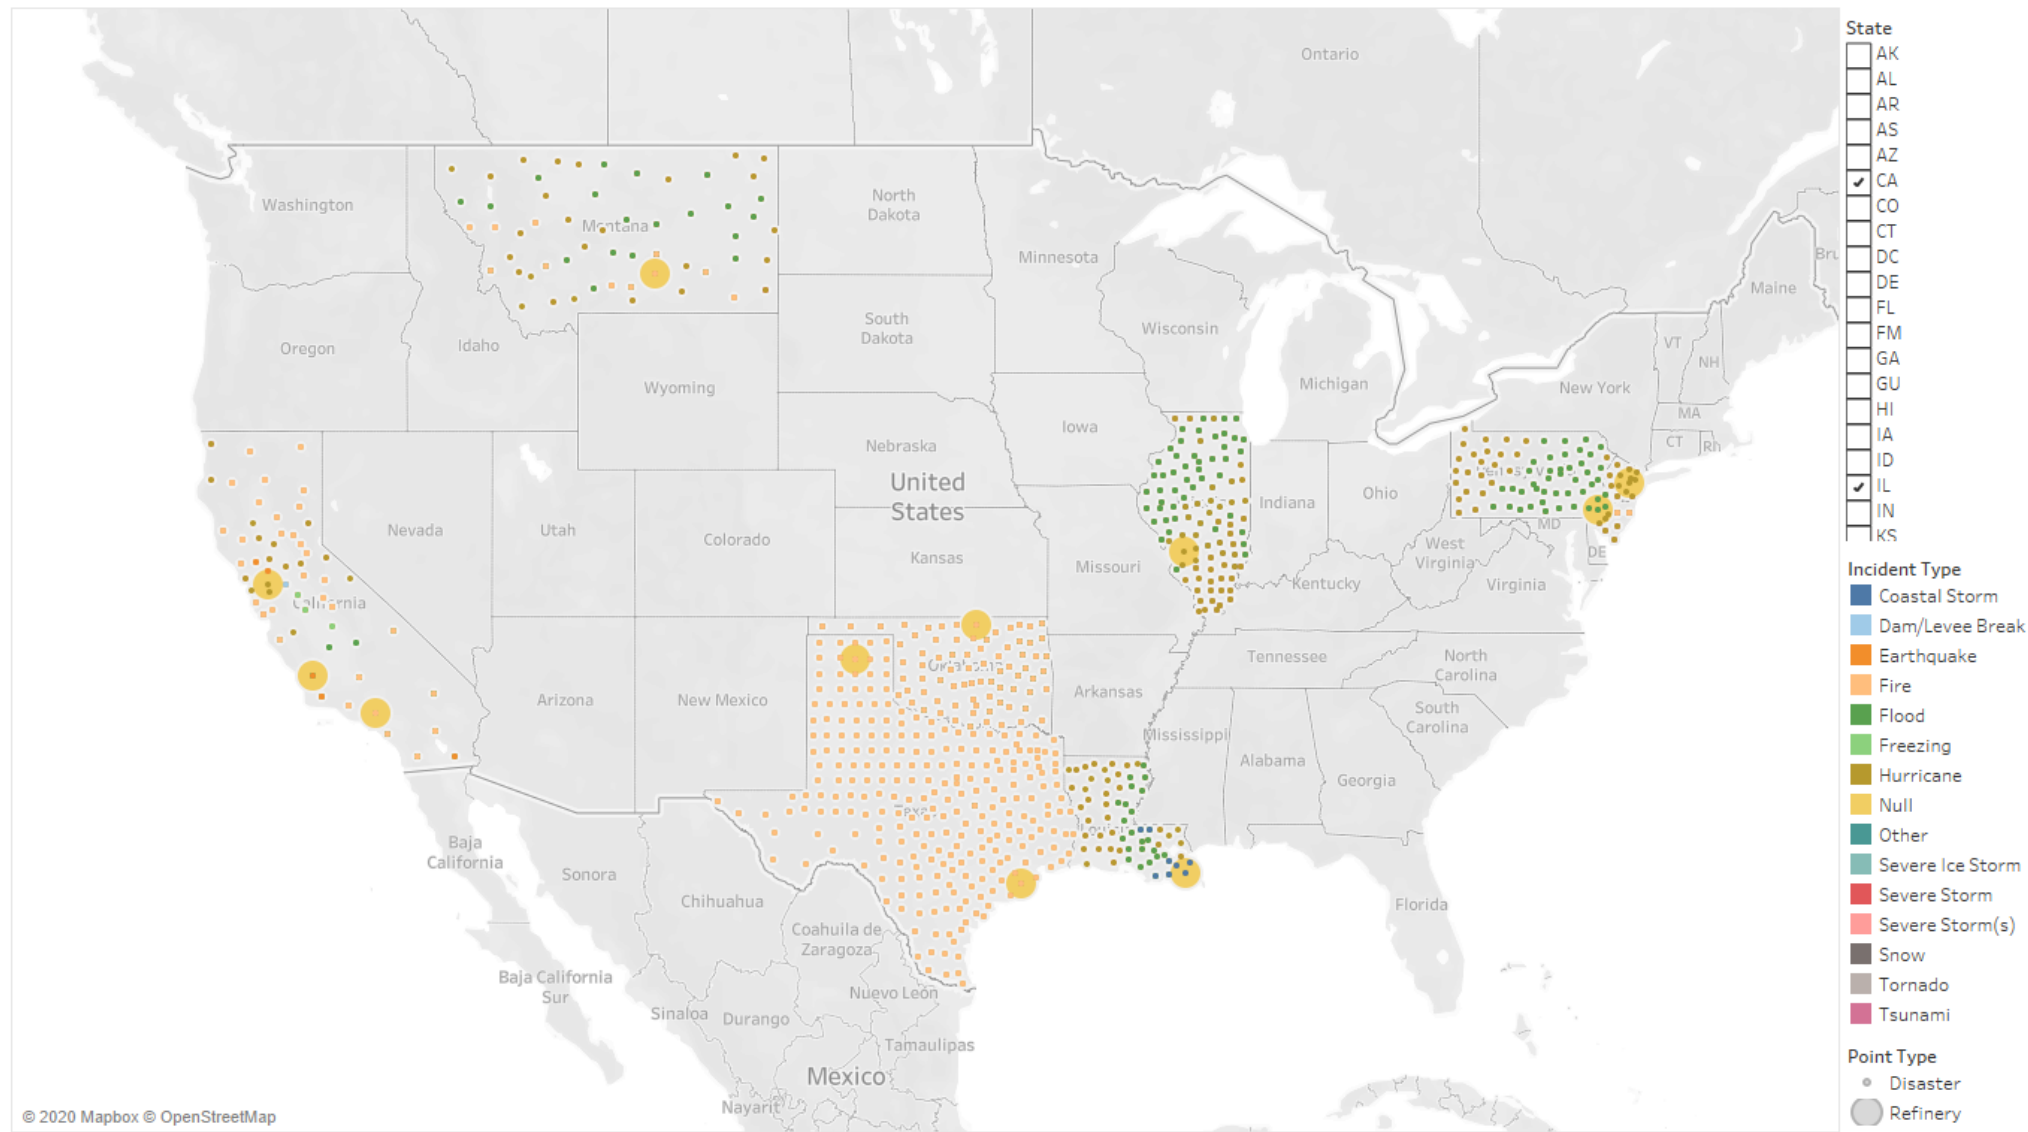 Ontario
Washington
Montana
North
Dakota
Minnesota
Bru
Maine
South
Dakota
Wisconsin
VT
NH
Oregon
Idaho
Wyoming
Michigan
New York
MA
CT
RI
Iowa
Nebraska
United
States
Nevada
Utah
Colorado
Kansas
Missouri
Indiana
Ohio
MD
DE
West
Virginia
Virginia
Kentucky
California
Oklahoma
Tennessee
North
Carolina
Arizona
New Mexico
Arkansas
South
Carolina
Mississippi
Alabama
Georgia
Texas
Louisiana
Baja
California
Sonora
Chihuahua
Coahuila de
Zaragoza
Florida
Baja California
Sur
Nuevo León
Sinaloa
Durango
Tamaulipas
Mexico
Nayarit
© 2020 Mapbox © OpenStreetMap
State
AK
AL
AR
AS
AZ
CA
CO
CT
DC
DE
FL
FM
GA
GU
HI
IA
ID
IL
IN
KS
Incident Type
Coastal Storm
Dam/Levee Break
Earthquake
Fire
Flood
Freezing
Hurricane
Null
Other
Severe Ice Storm
Severe Storm
Severe Storm(s)
Snow
Tornado
Tsunami
Point Type
Disaster
Refinery